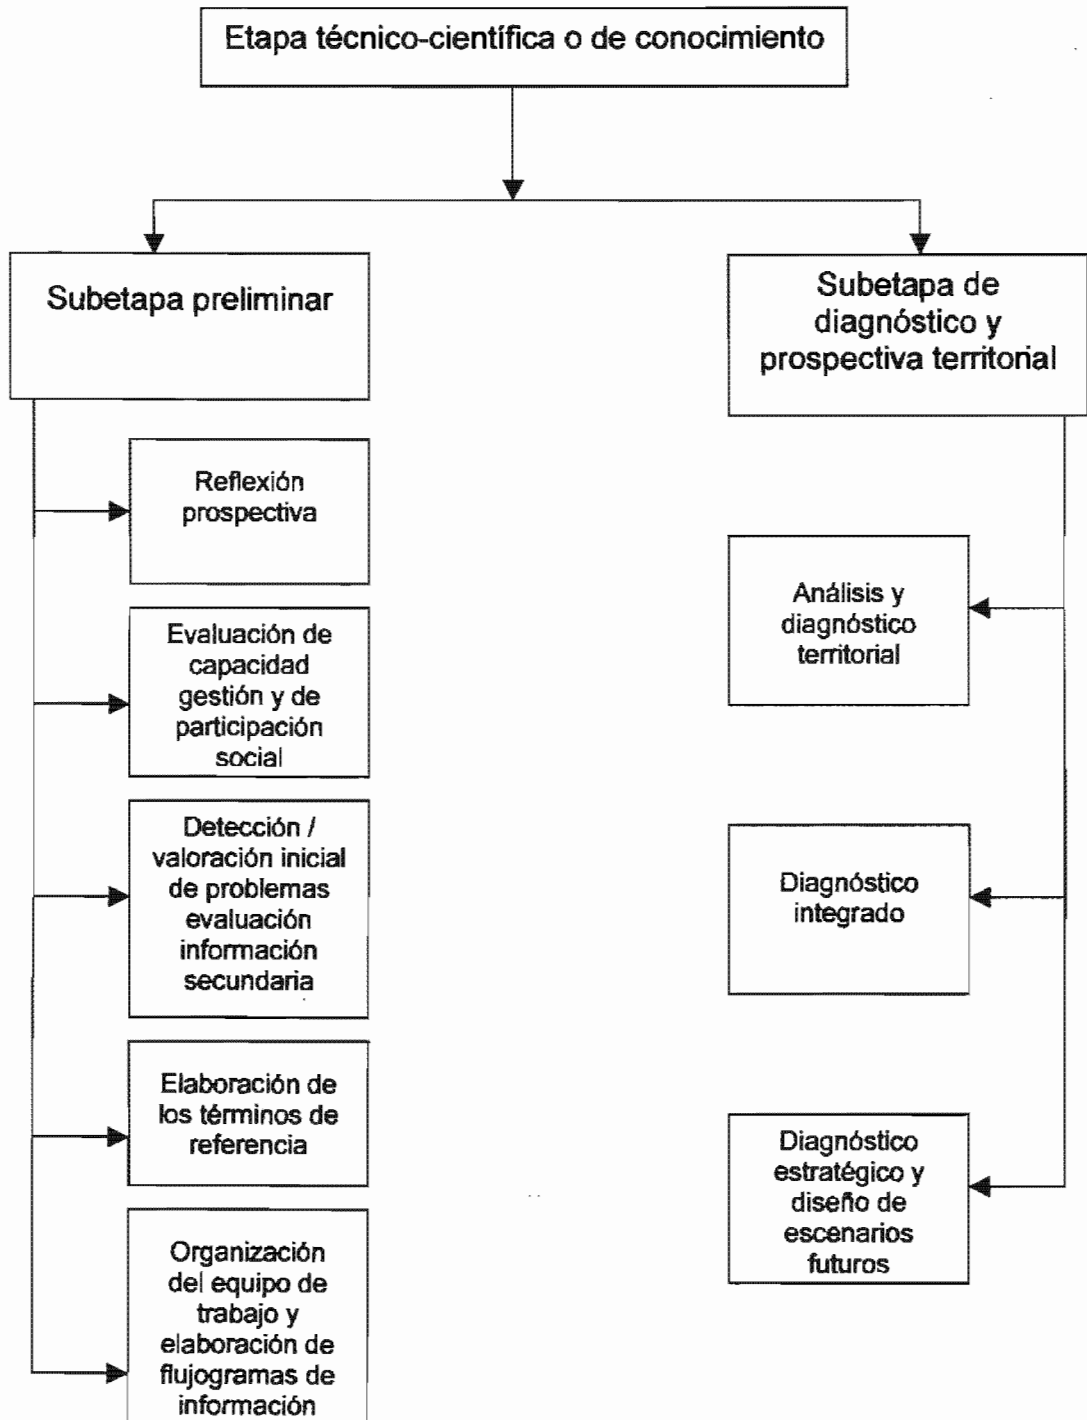 Etapa técnico-científica o de conocimiento
Subetapa preliminar
Reflexión
prospectiva
Evaluación de
capacidad
gestión y de
participación
social
Detección /
valoración inicial
de problemas
evaluación
información
secundaria
Elaboración de
los términos de
referencia
Organización
del equipo de
trabajo y
elaboración de
flujogramas de
información
Subetapa de
diagnóstico y
prospectiva territorial
Análisis y
diagnóstico
territorial
Diagnóstico
integrado
Diagnóstico
estratégico y
diseño de
escenarios
futuros